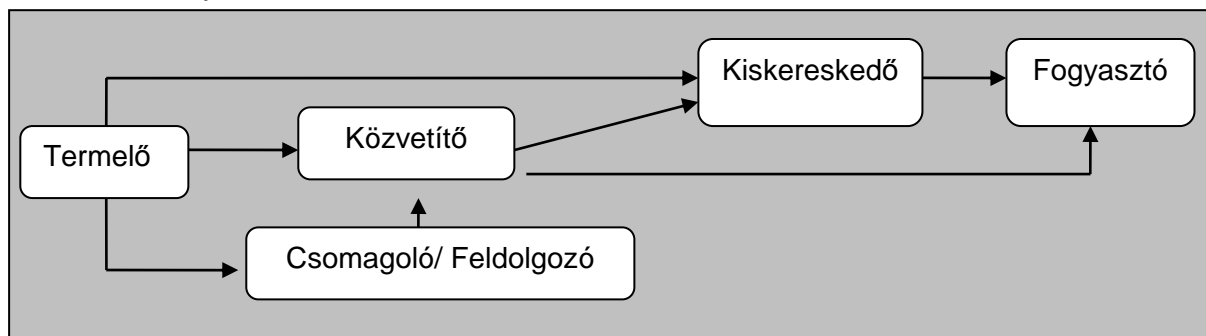 Termelő
Közvetítő
Csomagoló/ Feldolgozó
Kiskereskedő
Fogyasztó